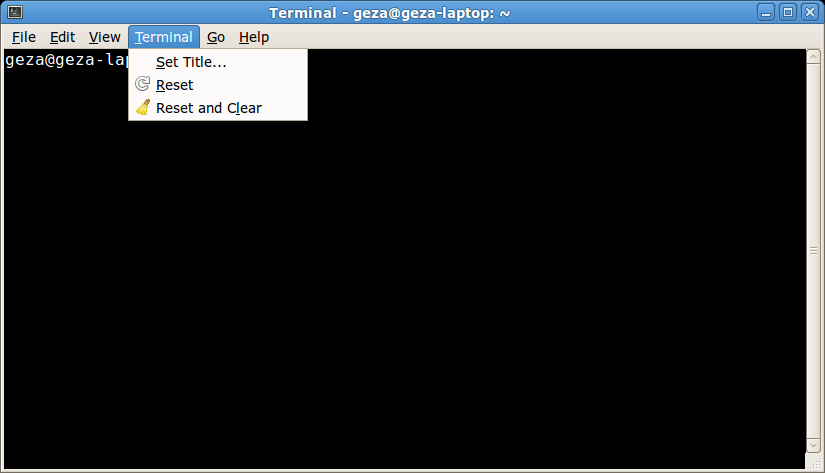 Terminal - geza@geza-laptop: ~
File Edit View Terminal Go Help
geza@geza-la
Set Title...
Reset
Reset and Clear